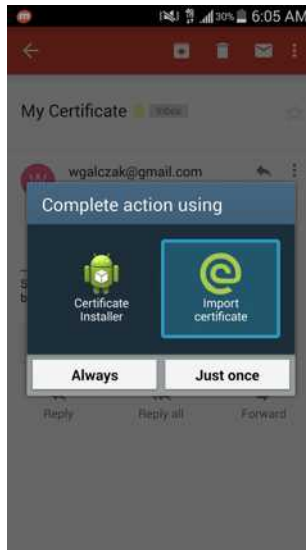 30% 6:05 AM
My Certificate Inbox
wgalczak@gmail.com
Complete action using
Certificate
Installer
Import
certificate
Always
Just once
Reply
Reply all
Forward